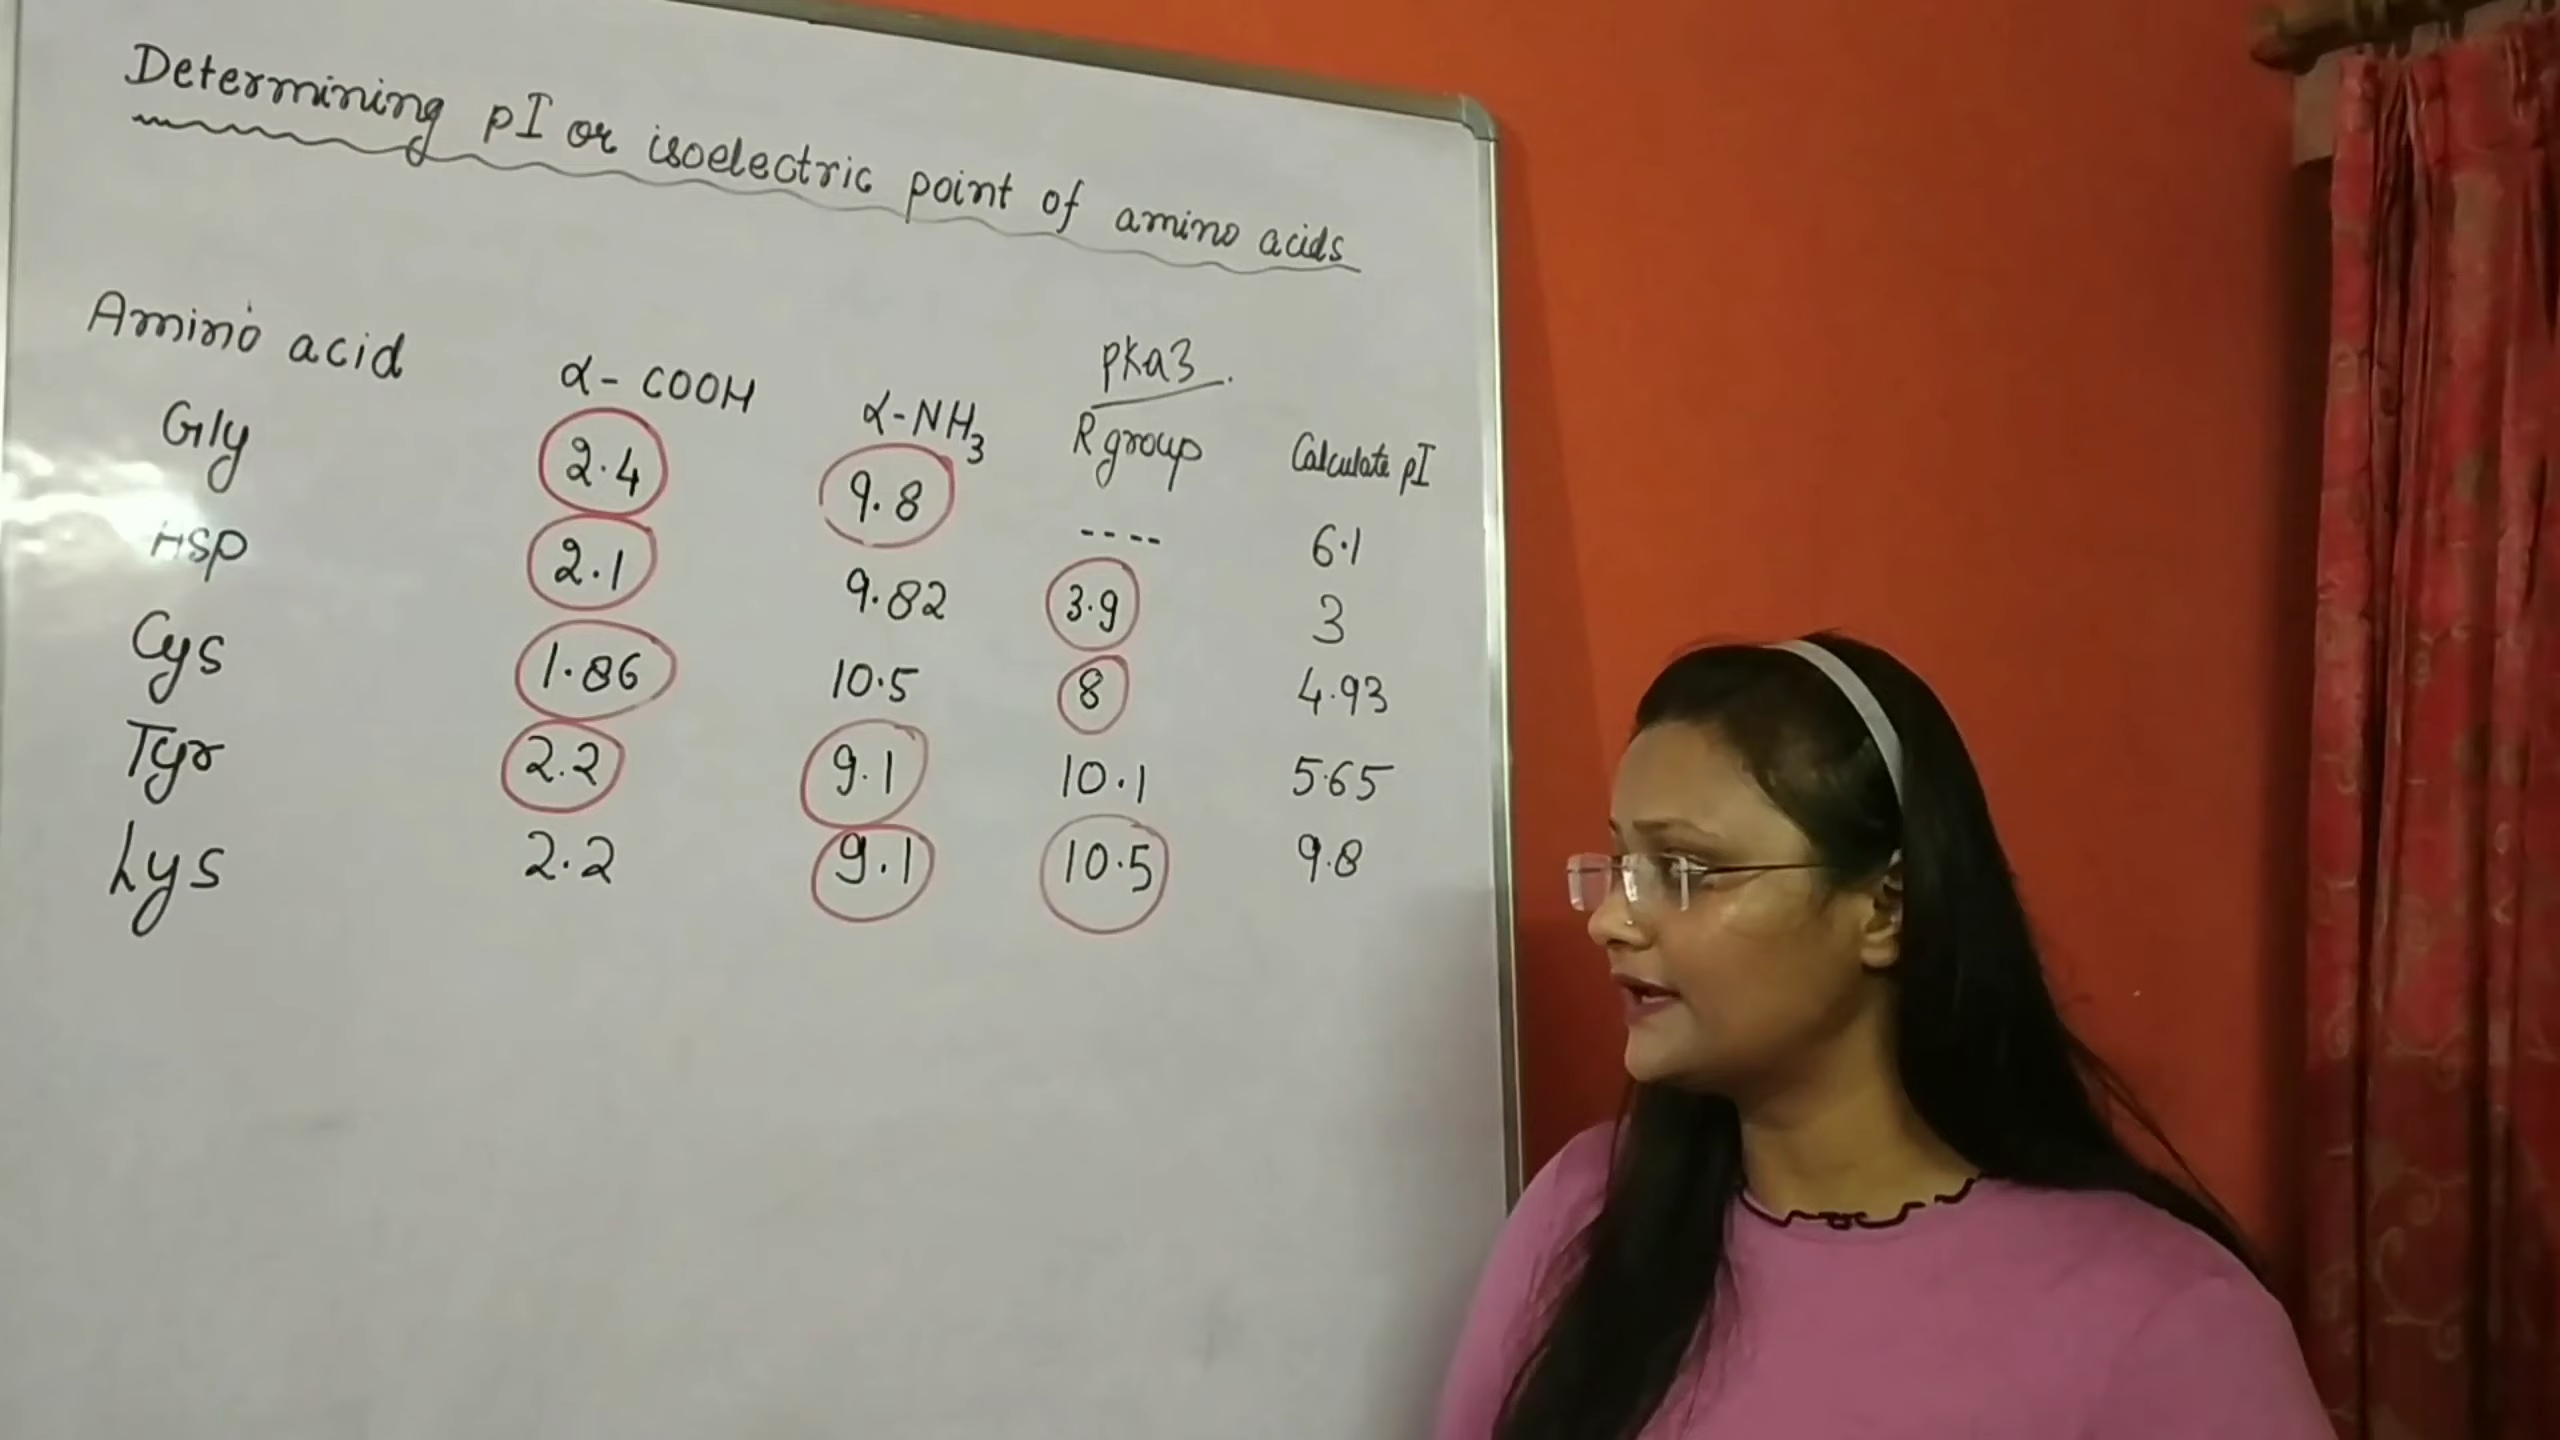 Determining pI or isoelectric point of amino acids
pKa3
Amino acid α-COOH α-NH3 R group Calculate pI
Gly 2.4 9.8 ---- 6.1
Asp 2.1 9.82 3.9 3
Cys 1.86 10.5 8 4.93
Tyr 2.2 9.1 10.1 5.65
Lys 2.2 9.1 10.5 9.8